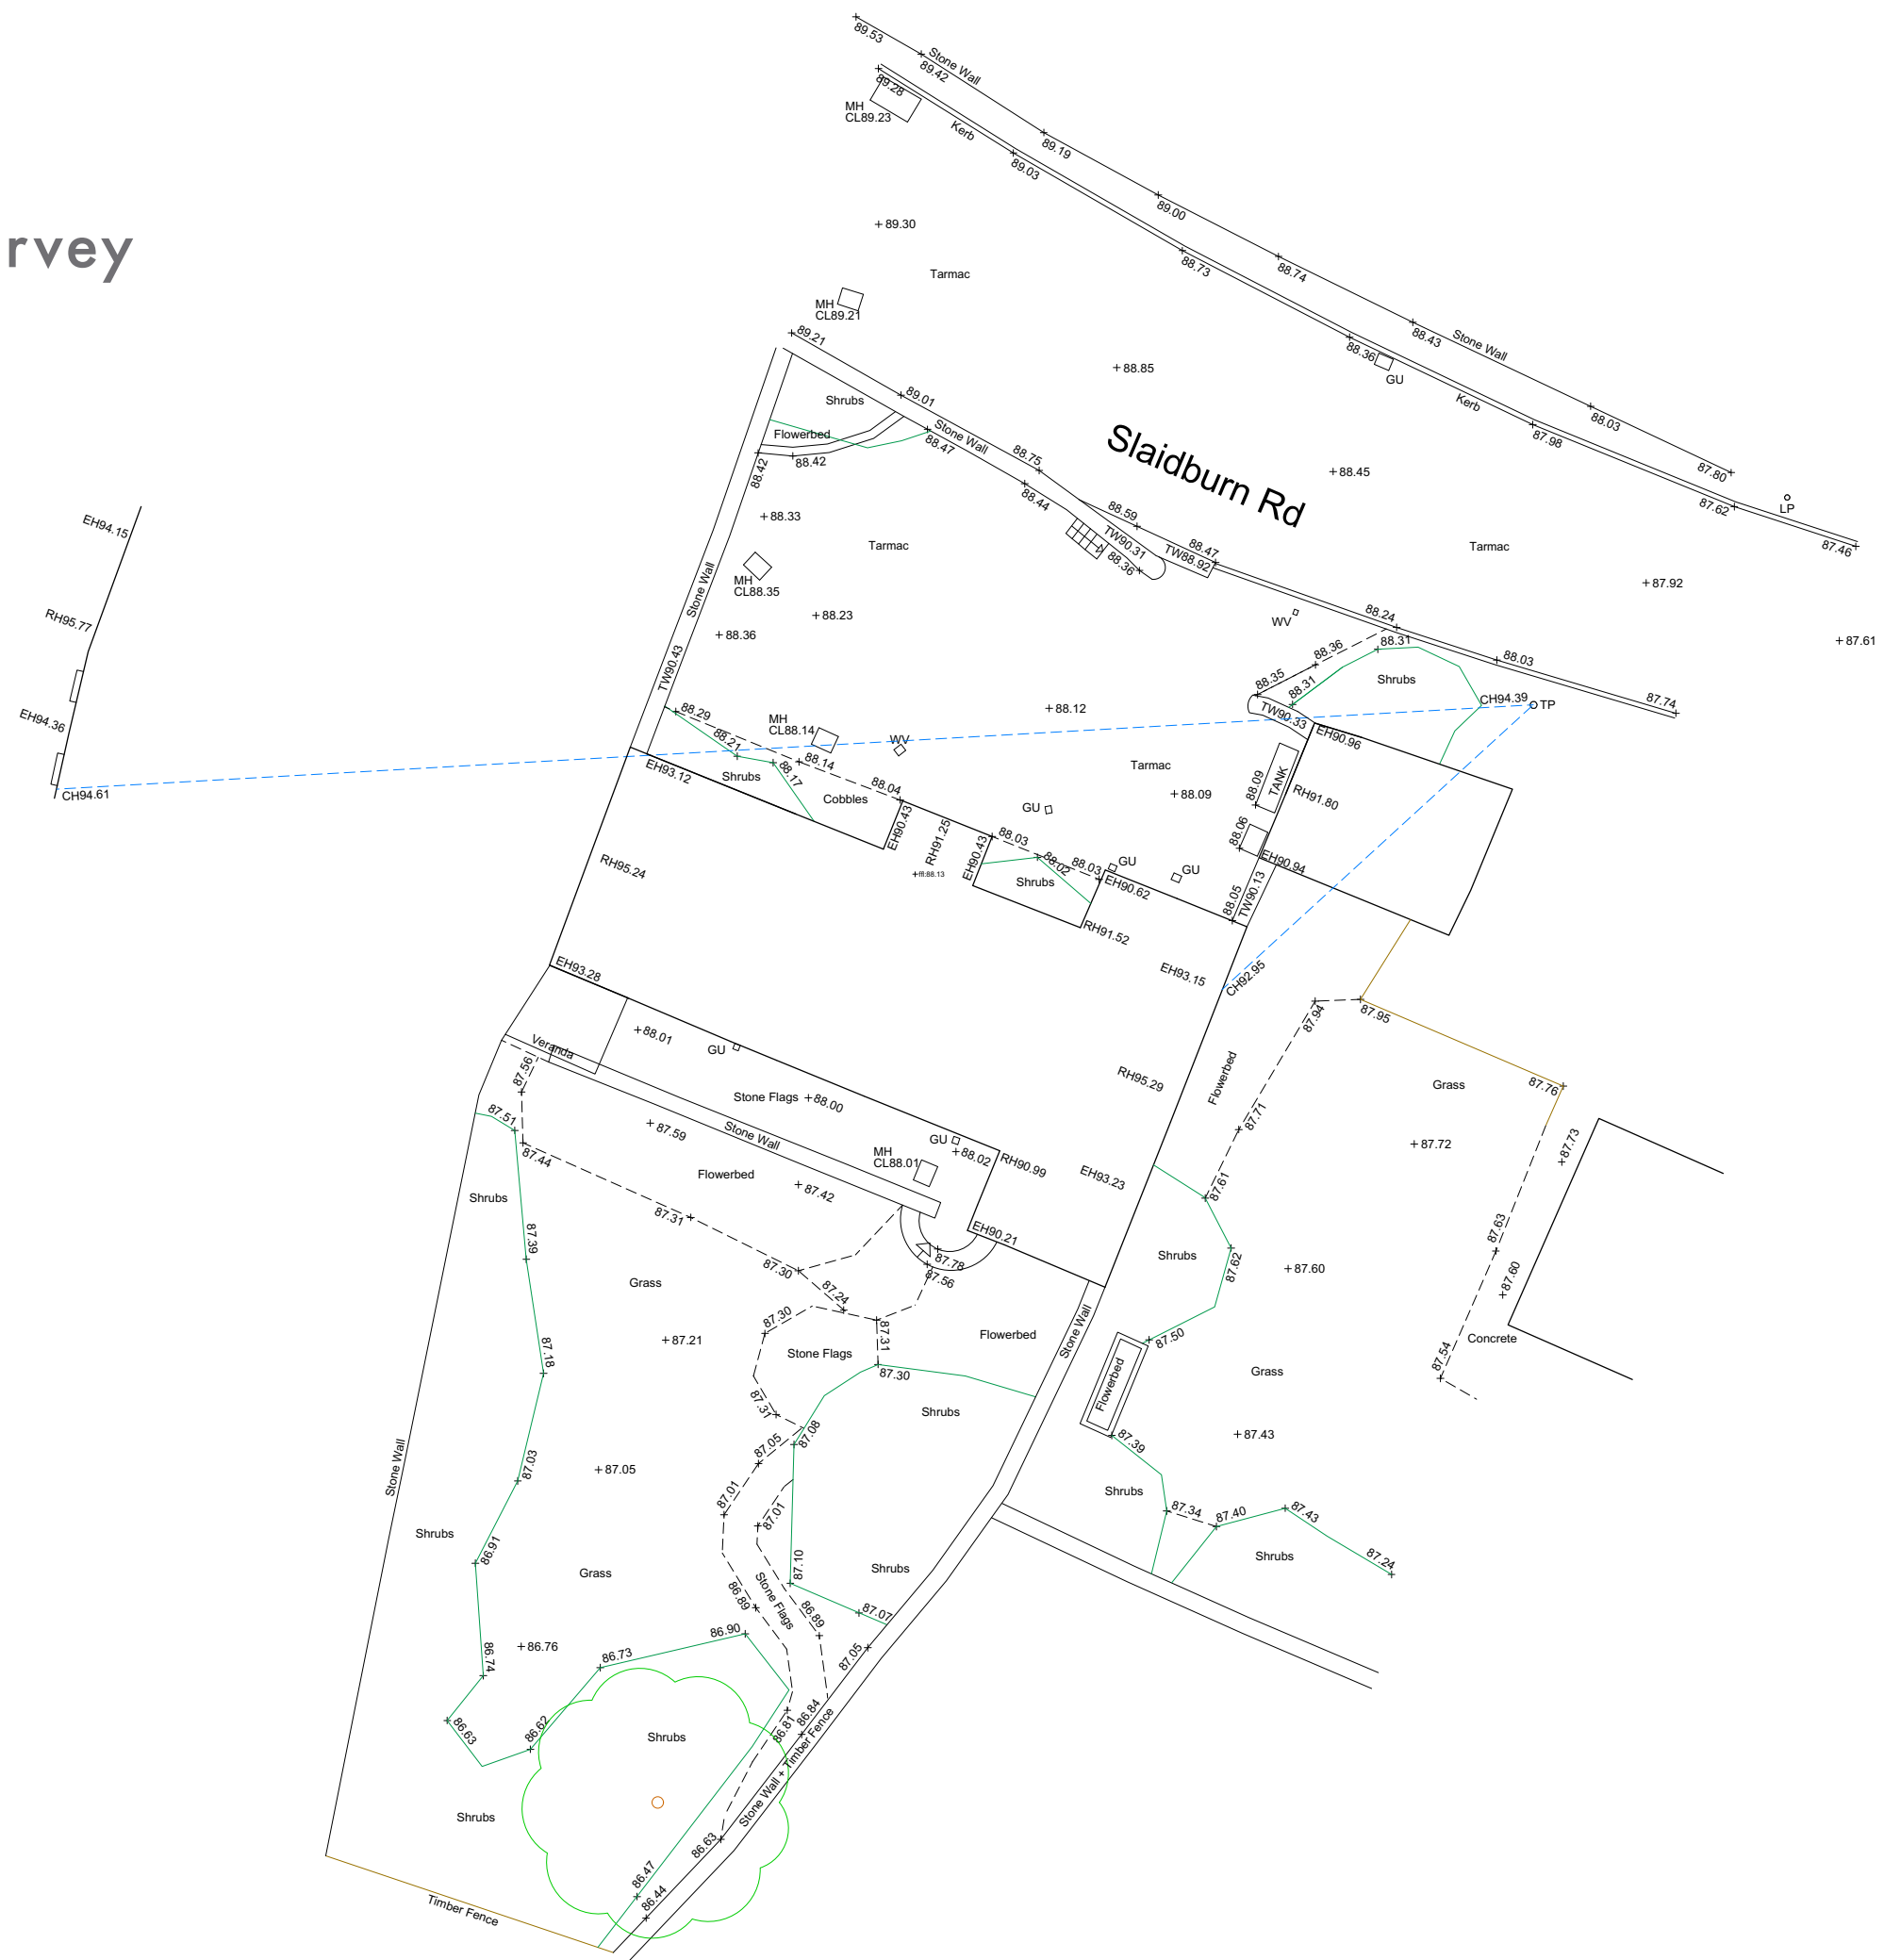 89.53
Stone Wall
89.42
89.28
MH
CL89.23
Kerb
89.19
89.03
89.00
89.30
rvey
88.73
88.74
Tarmac
MH
CL89.21
89.21
88.43
Stone Wall
88.36
GU
88.85
Kerb
Shrubs
89.01
88.03
Flowerbed
Stone Wall
88.47
87.98
Slaidburn Rd
88.42
88.42
88.75
88.45
87.80
88.44
87.62
LP
EH94.15
88.33
88.59
Tarmac
TW90.31
88.47
Tarmac
87.46
88.36
TW88.92
MH
CL88.35
Stone Wall
87.92
RH95.77
88.23
WV
88.24
88.36
88.36
88.31
88.03
87.61
TW90.43
88.35
88.31
Shrubs
CH94.39
TP
87.74
EH94.36
88.29
88.12
TW90.33
MH
CL88.14
88.21
WV
EH90.96
88.14
EH93.12
Shrubs
88.17
Tarmac
TANK
CH94.61
Cobbles
88.04
88.09
88.09
RH91.80
GU
EH90.43
RH91.25
88.03
88.06
EH90.43
88.02
88.03
GU
EH90.94
RH95.24
ffl:88.13
Shrubs
EH90.62
GU
88.05
TW90.13
RH91.52
EH93.28
EH93.15
CH92.95
88.01
87.94
87.95
Veranda
GU
87.56
RH95.29
Flowerbed
Grass
87.76
Stone Flags
88.00
87.51
87.59
Stone Wall
87.71
87.72
87.73
87.44
GU
88.02
MH
CL88.01
RH90.99
Flowerbed
EH93.23
Shrubs
87.42
87.61
87.31
EH90.21
87.39
87.63
87.78
Shrubs
87.62
87.30
87.56
87.60
87.60
Grass
87.24
87.30
Flowerbed
Stone Wall
87.21
87.31
87.50
Concrete
87.18
Stone Flags
87.54
87.30
Flowerbed
Grass
87.31
Shrubs
87.08
87.39
87.43
87.05
Stone Wall
87.03
87.05
Shrubs
87.01
87.01
87.34
87.40
87.43
Shrubs
86.91
87.10
Shrubs
Shrubs
87.24
Grass
86.89
Stone Flags
86.89
87.07
86.90
86.76
86.74
86.73
87.05
86.63
86.62
Shrubs
86.81
86.84
Stone Wall + Timber Fence
Shrubs
86.63
86.47
86.44
Timber Fence